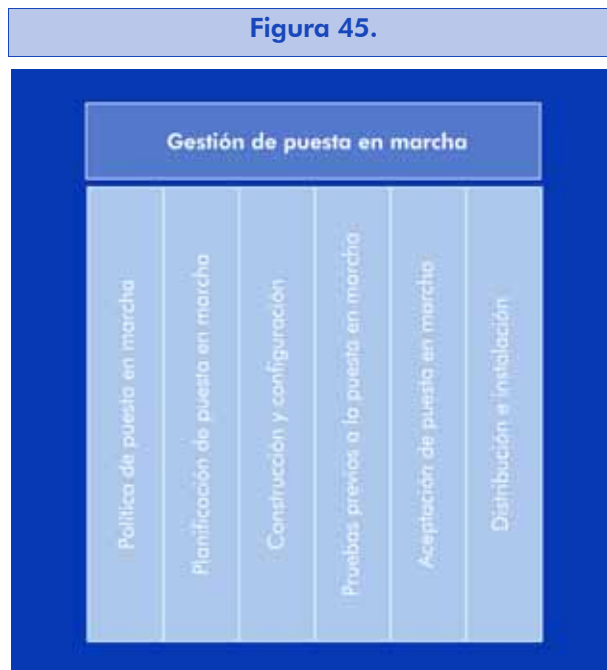 Figura 45.
Gestión de puesta en marcha
Política de puesta en marcha
Planificación de puesta en marcha
Construcción y configuración
Pruebas previas a la puesta en marcha
Aceptación de puesta en marcha
Distribución e instalación